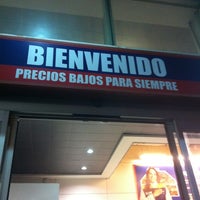 BIENVENIDO
PRECIOS BAJOS PARA SIEMPRE